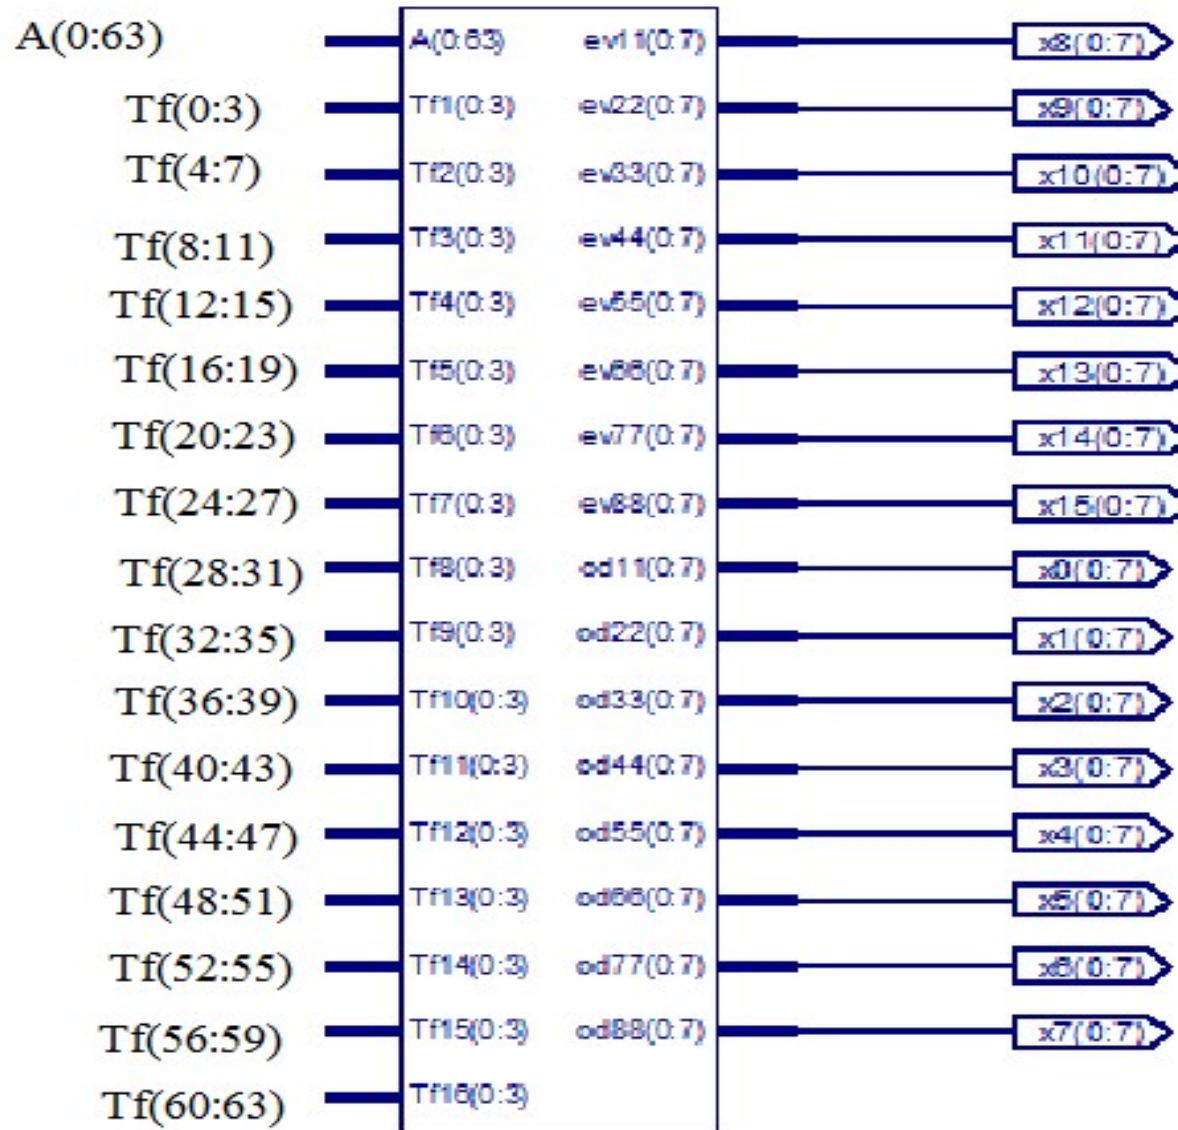 A(0:63) A(0:63) ev11(0:7) x8(0:7)
Tf(0:3) Tf1(0:3) ev22(0:7) x9(0:7)
Tf(4:7) Tf2(0:3) ev33(0:7) x10(0:7)
Tf(8:11) Tf3(0:3) ev44(0:7) x11(0:7)
Tf(12:15) Tf4(0:3) ev55(0:7) x12(0:7)
Tf(16:19) Tf5(0:3) ev66(0:7) x13(0:7)
Tf(20:23) Tf6(0:3) ev77(0:7) x14(0:7)
Tf(24:27) Tf7(0:3) ev88(0:7) x15(0:7)
Tf(28:31) Tf8(0:3) od11(0:7) x0(0:7)
Tf(32:35) Tf9(0:3) od22(0:7) x1(0:7)
Tf(36:39) Tf10(0:3) od33(0:7) x2(0:7)
Tf(40:43) Tf11(0:3) od44(0:7) x3(0:7)
Tf(44:47) Tf12(0:3) od55(0:7) x4(0:7)
Tf(48:51) Tf13(0:3) od66(0:7) x5(0:7)
Tf(52:55) Tf14(0:3) od77(0:7) x6(0:7)
Tf(56:59) Tf15(0:3) od88(0:7) x7(0:7)
Tf(60:63) Tf16(0:3)